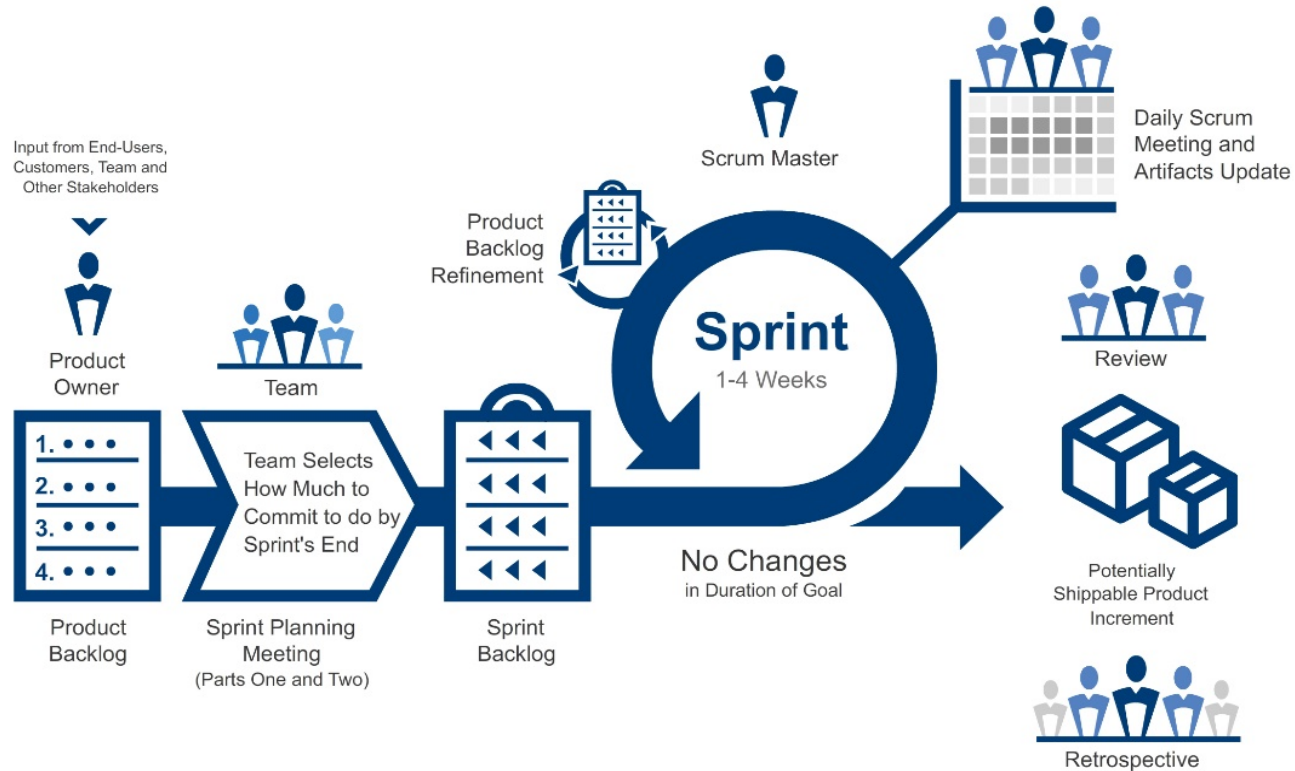 Input from End-Users,
Customers, Team and
Other Stakeholders
Product
Owner
Team
1.
2.
3.
4.
Product
Backlog
Team Selects
How Much to
Commit to do by
Sprint's End
Sprint Planning
Meeting
(Parts One and Two)
Sprint
Backlog
Product
Backlog
Refinement
Scrum Master
Sprint
1-4 Weeks
No Changes
in Duration of Goal
Daily Scrum
Meeting and
Artifacts Update
Review
Potentially
Shippable Product
Increment
Retrospective